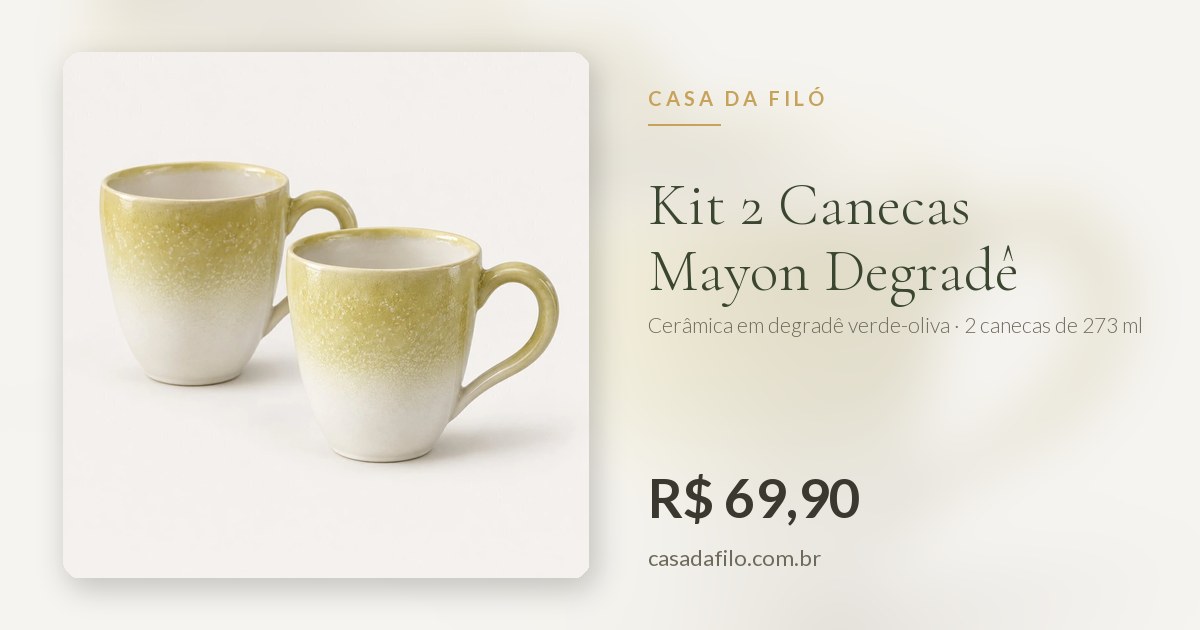 CASA DA FILÓ
Kit 2 Canecas
Mayon Degradê
Cerâmica em degradê verde-oliva · 2 canecas de 273 ml
R$ 69,90
casadafilo.com.br